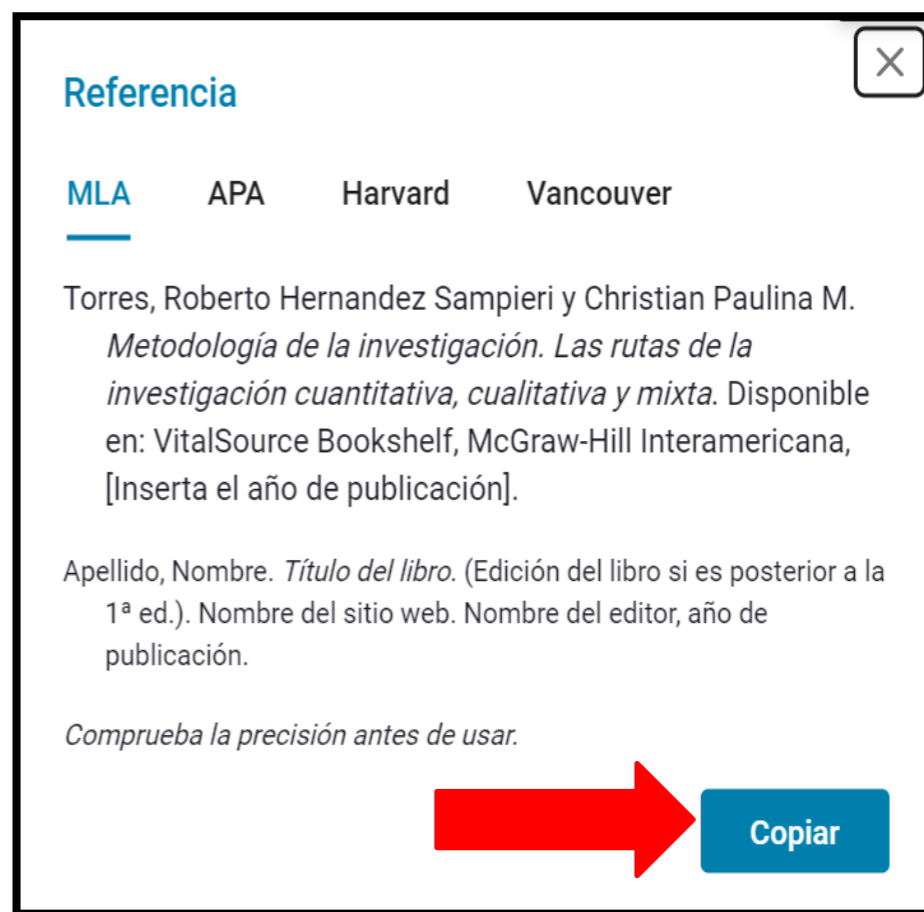 Referencia
MLA APA Harvard Vancouver
Torres, Roberto Hernandez Sampieri y Christian Paulina M.
Metodología de la investigación. Las rutas de la
investigación cuantitativa, cualitativa y mixta. Disponible
en: VitalSource Bookshelf, McGraw-Hill Interamericana,
[Inserta el año de publicación].
Apellido, Nombre. Título del libro. (Edición del libro si es posterior a la
1ª ed.). Nombre del sitio web. Nombre del editor, año de
publicación.
Comprueba la precisión antes de usar.
Copiar